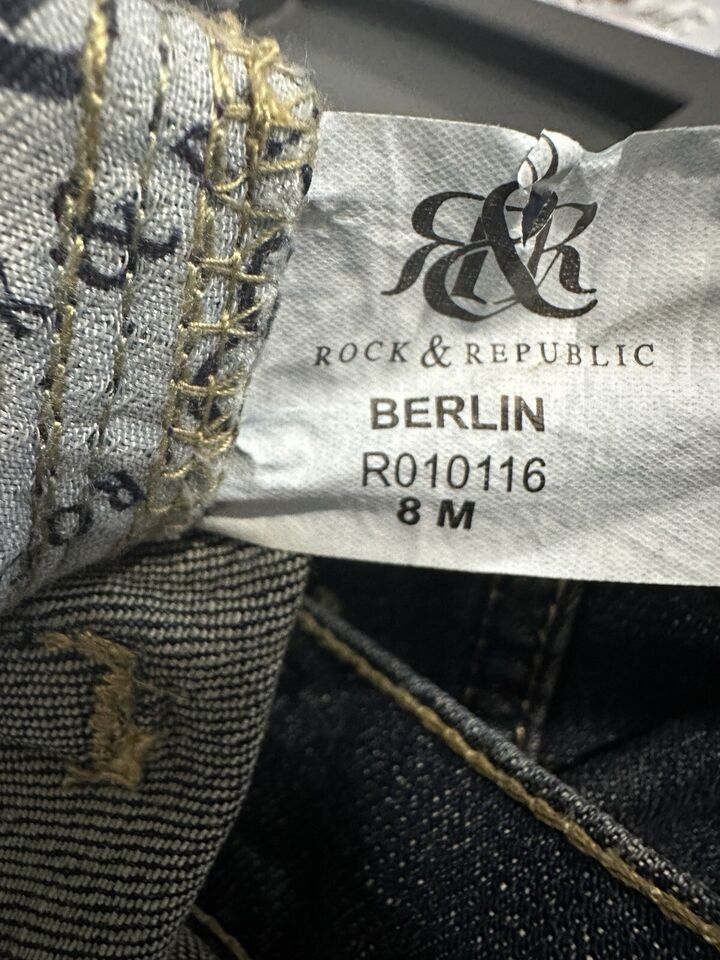 R&R
ROCK & REPUBLIC
BERLIN
R010116
8 M
&